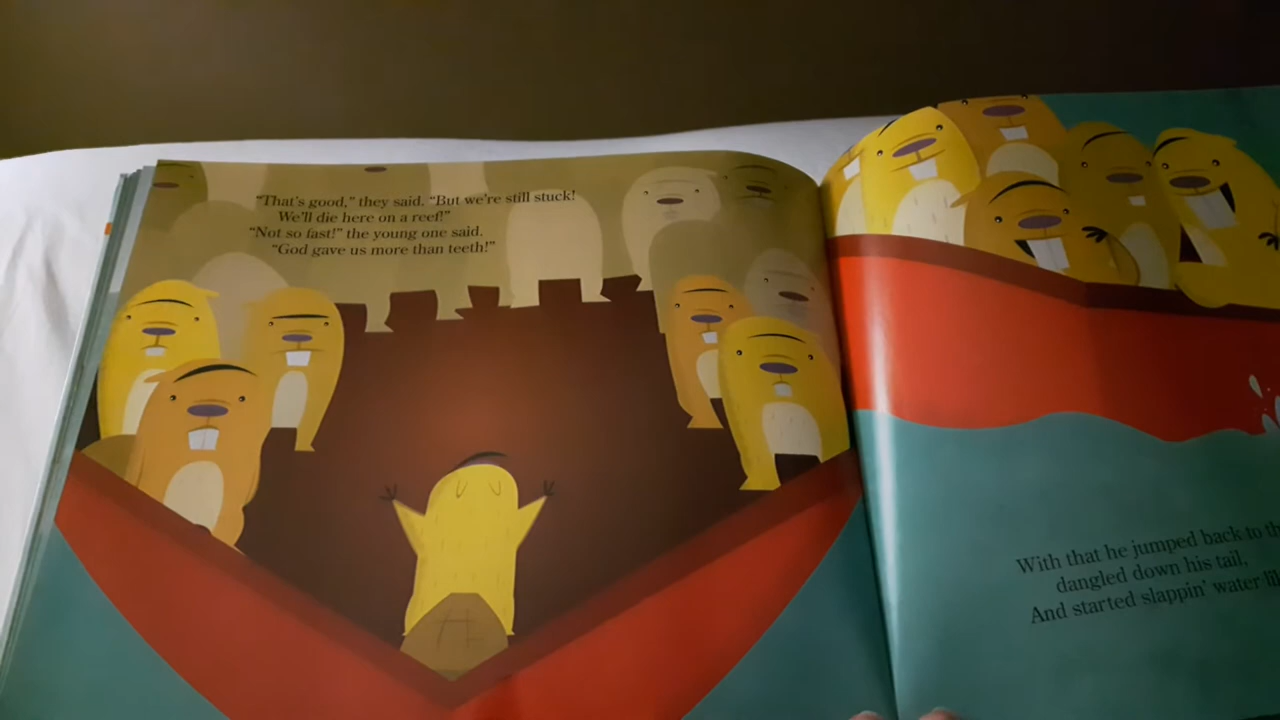 “That’s good,” they said. “But we’re still stuck!
We’ll die here on a reef!”
“Not so fast!” the young one said.
“God gave us more than teeth!”
With that he jumped back to
dangled down his tail,
And started slappin’ water